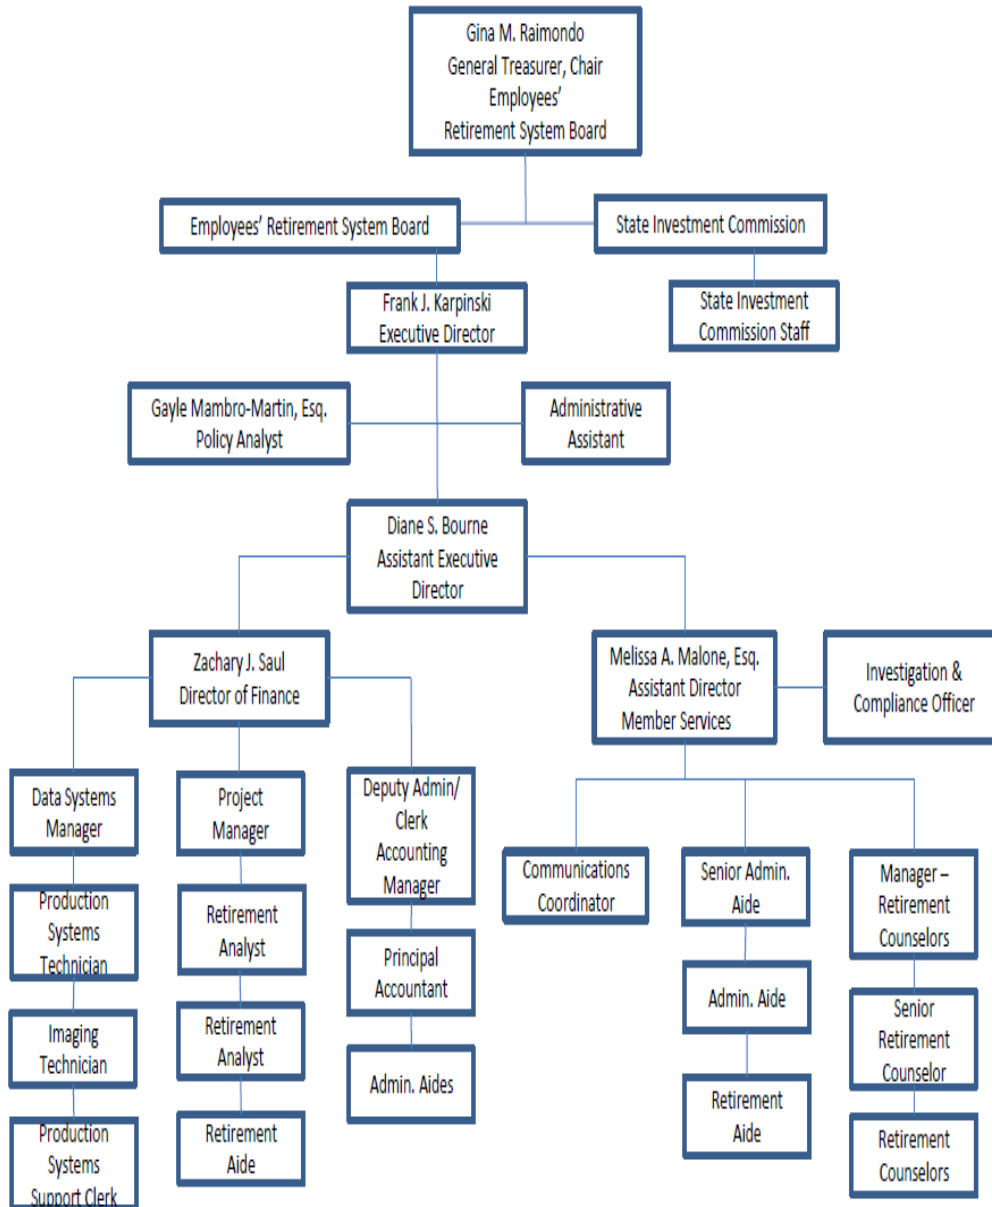 Gina M. Raimondo
General Treasurer, Chair
Employees'
Retirement System Board
Employees' Retirement System Board
State Investment Commission
Frank J. Karpinski
Executive Director
State Investment
Commission Staff
Gayle Mambro-Martin, Esq.
Policy Analyst
Administrative
Assistant
Diane S. Bourne
Assistant Executive
Director
Zachary J. Saul
Director of Finance
Melissa A. Malone, Esq.
Assistant Director
Member Services
Investigation &
Compliance Officer
Data Systems
Manager
Project
Manager
Deputy Admin/
Clerk
Accounting
Manager
Communications
Coordinator
Senior Admin.
Aide
Manager –
Retirement
Counselors
Production
Systems
Technician
Retirement
Analyst
Principal
Accountant
Admin. Aide
Senior
Retirement
Counselor
Imaging
Technician
Retirement
Analyst
Admin. Aides
Retirement
Aide
Retirement
Counselors
Production
Systems
Support Clerk
Retirement
Aide